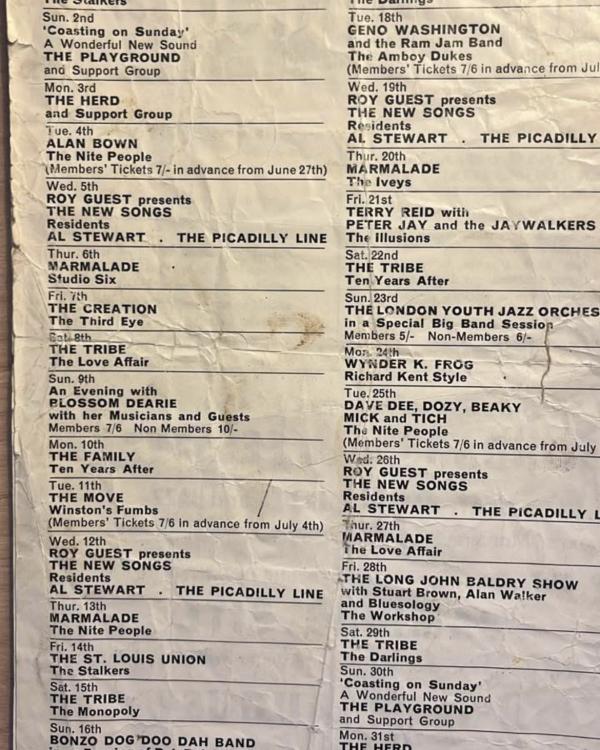 The Stalkers
Sun. 2nd
'Coasting on Sunday'
A Wonderful New Sound
THE PLAYGROUND
and Support Group
Mon. 3rd
THE HERD
and Support Group
Tue. 4th
ALAN BOWN
The Nite People
(Members' Tickets 7/- in advance from June 27th)
Wed. 5th
ROY GUEST presents
THE NEW SONGS
Residents
AL STEWART . THE PICADILLY LINE
Thur. 6th
MARMALADE
Studio Six
Fri. 7th
THE CREATION
The Third Eye
Sat. 8th
THE TRIBE
The Love Affair
Sun. 9th
An Evening with
BLOSSOM DEARIE
with her Musicians and Guests
Members 7/6 Non Members 10/-
Mon. 10th
THE FAMILY
Ten Years After
Tue. 11th
THE MOVE
Winston's Fumbs
(Members' Tickets 7/6 in advance from July 4th)
Wed. 12th
ROY GUEST presents
THE NEW SONGS
Residents
AL STEWART . THE PICADILLY LINE
Thur. 13th
MARMALADE
The Nite People
Fri. 14th
THE ST. LOUIS UNION
The Stalkers
Sat. 15th
THE TRIBE
The Monopoly
Sun. 16th
BONZO DOG DOO DAH BAND
The Darlings
Tue. 18th
GENO WASHINGTON
and the Ram Jam Band
The Amboy Dukes
(Members' Tickets 7/6 in advance from Jul
Wed. 19th
ROY GUEST presents
THE NEW SONGS
Residents
AL STEWART . THE PICADILLY
Thur. 20th
MARMALADE
The Iveys
Fri. 21st
TERRY REID with
PETER JAY and the JAYWALKERS
The Illusions
Sat. 22nd
THE TRIBE
Ten Years After
Sun. 23rd
THE LONDON YOUTH JAZZ ORCHES
in a Special Big Band Session
Members 5/- Non-Members 6/-
Mon. 24th
WYNDER K. FROG
Richard Kent Style
Tue. 25th
DAVE DEE, DOZY, BEAKY
MICK and TICH
The Nite People
(Members' Tickets 7/6 in advance from July
Wed. 26th
ROY GUEST presents
THE NEW SONGS
Residents
AL STEWART . THE PICADILLY L
Thur. 27th
MARMALADE
The Love Affair
Fri. 28th
THE LONG JOHN BALDRY SHOW
with Stuart Brown, Alan Walker
and Bluesology
The Workshop
Sat. 29th
THE TRIBE
The Darlings
Sun. 30th
'Coasting on Sunday'
A Wonderful New Sound
THE PLAYGROUND
and Support Group
Mon. 31st
THE HERD